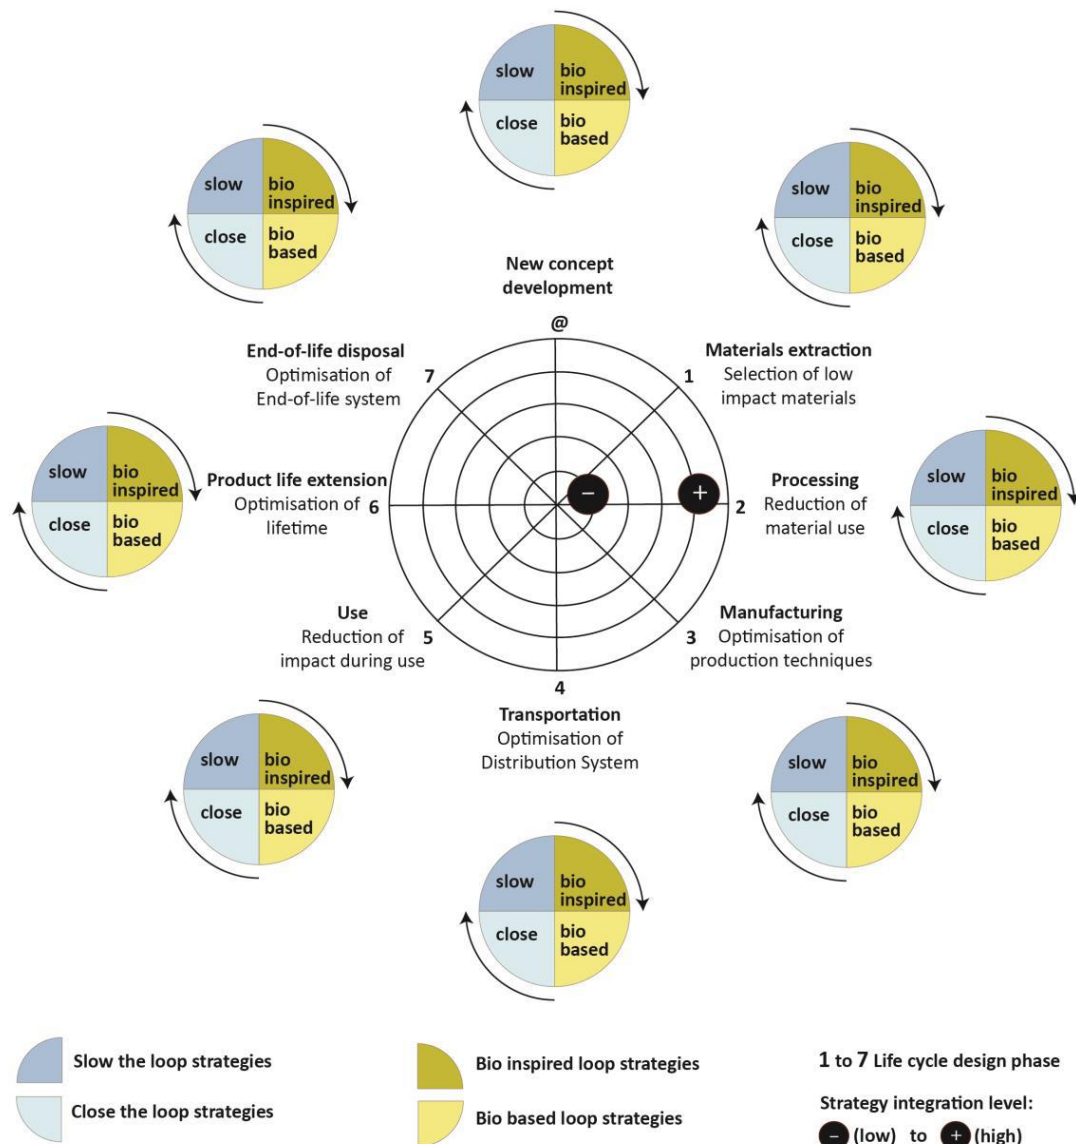 slow
bio
inspired
close
bio
based
slow
bio
inspired
close
bio
based
slow
bio
inspired
close
bio
based
New concept
development
@
End-of-life disposal
Optimisation of
End-of-life system
7
1
Materials extraction
Selection of low
impact materials
slow
bio
inspired
close
bio
based
Product life extension
Optimisation of
lifetime
6
−
+
2
Processing
Reduction of
material use
slow
bio
inspired
close
bio
based
Use
Reduction of
impact during use
5
3
Manufacturing
Optimisation of
production techniques
4
Transportation
Optimisation of
Distribution System
slow
bio
inspired
close
bio
based
slow
bio
inspired
close
bio
based
slow
bio
inspired
close
bio
based
Slow the loop strategies
Close the loop strategies
Bio inspired loop strategies
Bio based loop strategies
1 to 7 Life cycle design phase
Strategy integration level:
− (low) to + (high)